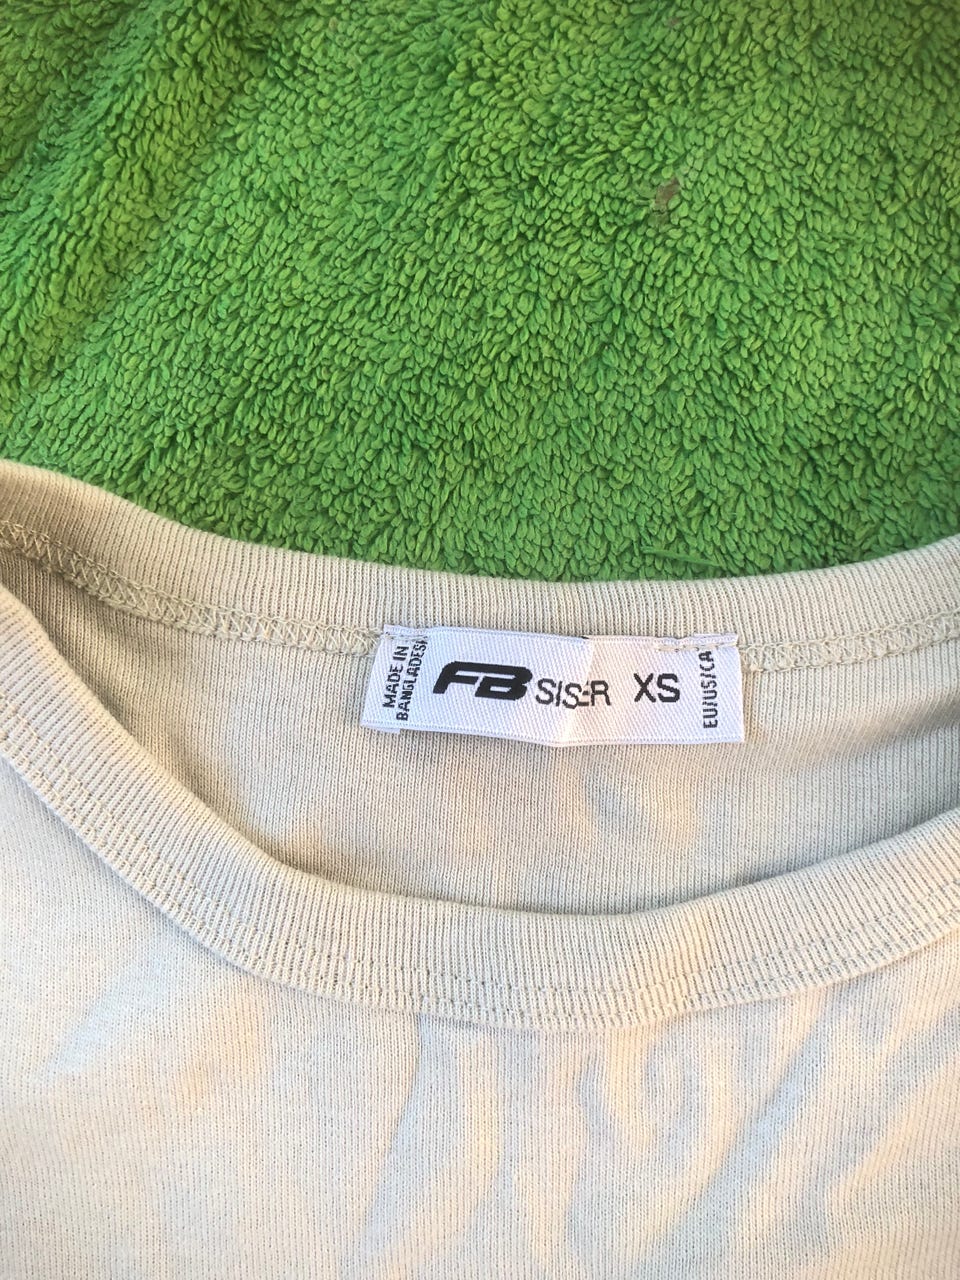 MADE IN
BANGLADESH
FB SISTER XS
EU/US/CA